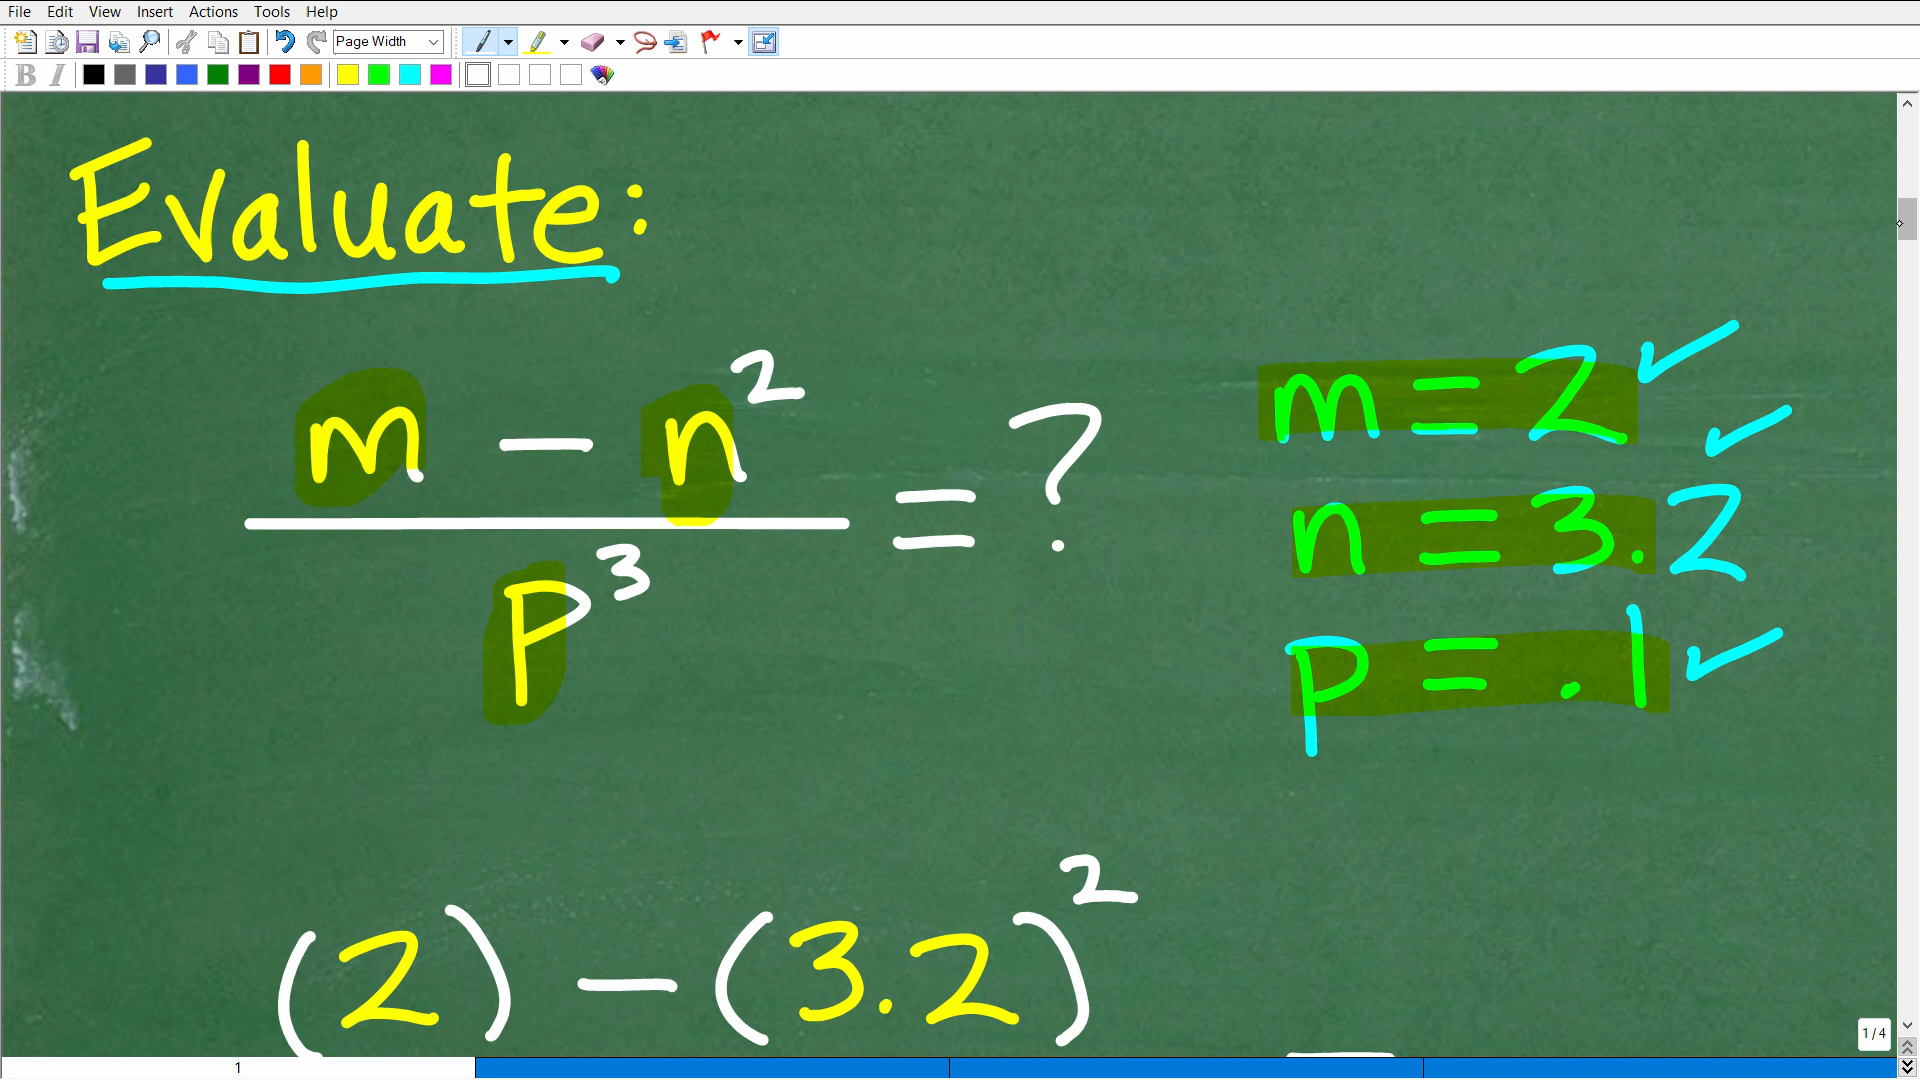 File Edit View Insert Actions Tools Help
Page Width
B I
Evaluate:
m - n² = ? m = 2 ✓
n = 3.2 ✓
p³ p = .1 ✓
(2) - (3.2)²
1 / 4
1